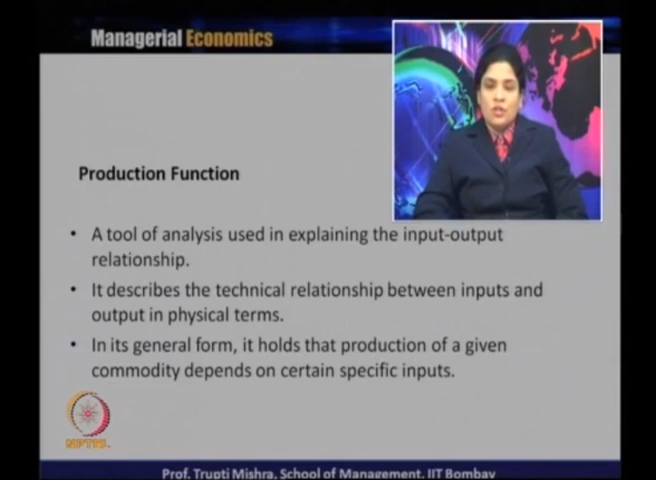 Managerial Economics
Production Function
• A tool of analysis used in explaining the input-output
relationship.
• It describes the technical relationship between inputs and
output in physical terms.
• In its general form, it holds that production of a given
commodity depends on certain specific inputs.
NPTEL
Prof. Trupti Mishra, School of Management, IIT Bombay